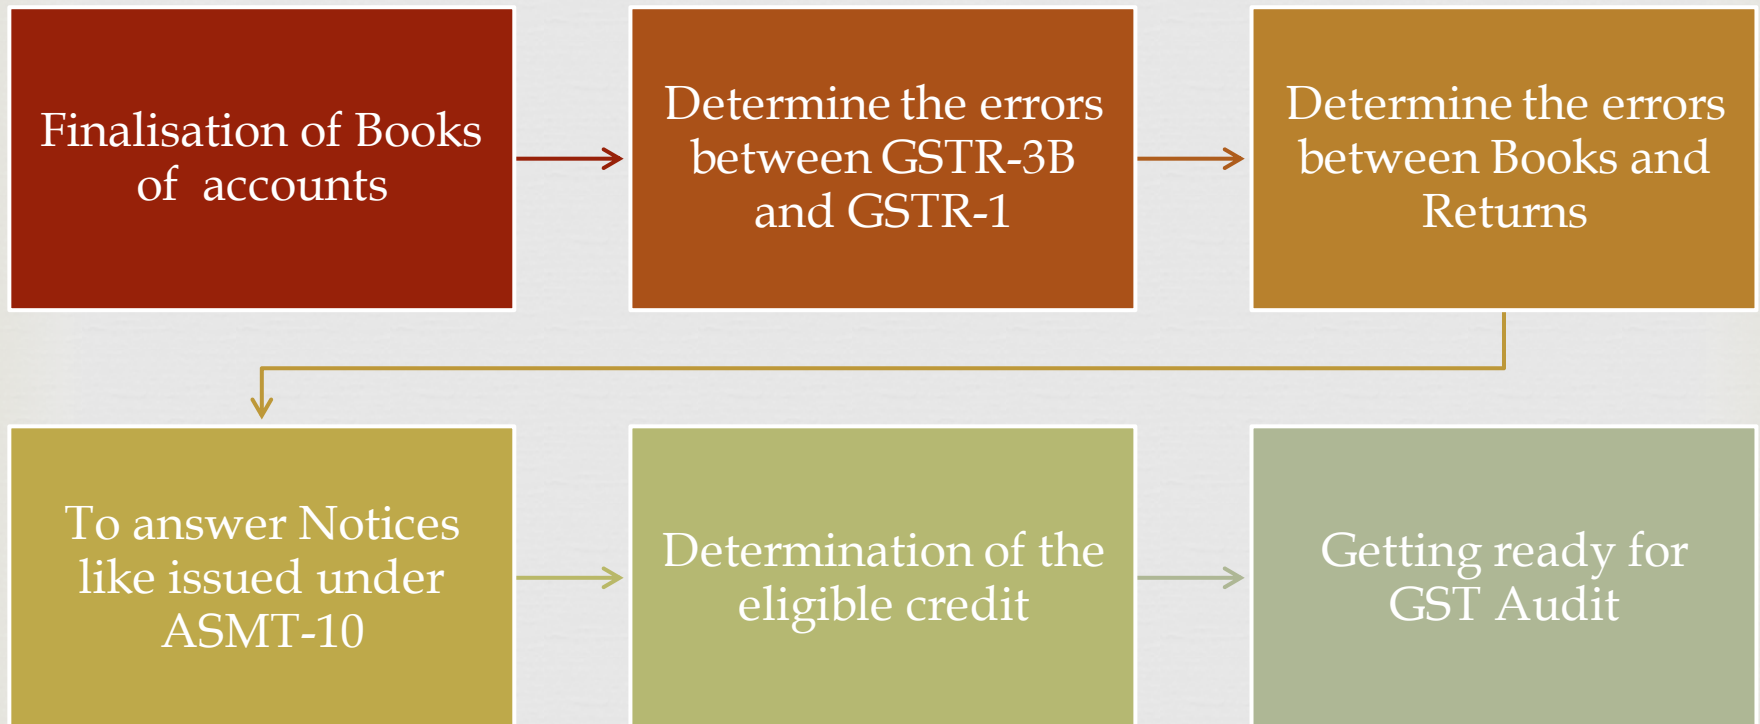 Finalisation of Books
of accounts
Determine the errors
between GSTR-3B
and GSTR-1
Determine the errors
between Books and
Returns
To answer Notices
like issued under
ASMT-10
Determination of the
eligible credit
Getting ready for
GST Audit